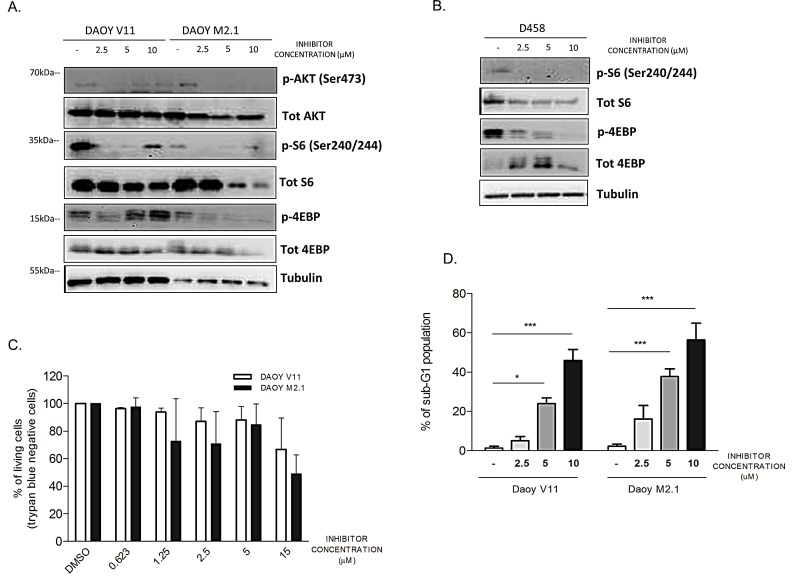 A.
DAOY V11 DAOY M2.1
- 2.5 5 10 - 2.5 5 10
INHIBITOR
CONCENTRATION (μM)
70kDa--
p-AKT (Ser473)
Tot AKT
35kDa--
p-S6 (Ser240/244)
Tot S6
15kDa--
p-4EBP
Tot 4EBP
55kDa--
Tubulin
B.
D458
- 2.5 5 10
INHIBITOR
CONCENTRATION (μM)
p-S6 (Ser240/244)
Tot S6
p-4EBP
Tot 4EBP
Tubulin
C.
% of living cells
(trypan blue negative cells)
120
100
80
60
40
20
0
DAOY V11
DAOY M2.1
DMSO 0.623 1.25 2.5 5 15
INHIBITOR
CONCENTRATION
(μM)
D.
% of sub-G1 population
80
60
40
20
0
***
*
***
***
- 2.5 5 10 - 2.5 5 10
INHIBITOR
CONCENTRATION
(uM)
Daoy V11 Daoy M2.1